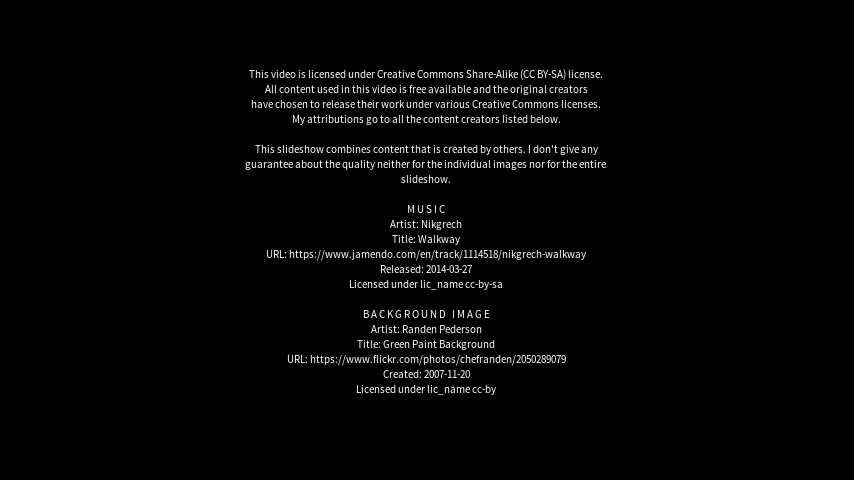 This video is licensed under Creative Commons Share-Alike (CC BY-SA) license.
All content used in this video is free available and the original creators
have chosen to release their work under various Creative Commons licenses.
My attributions go to all the content creators listed below.
This slideshow combines content that is created by others. I don't give any
guarantee about the quality neither for the individual images nor for the entire
slideshow.
MUSIC
Artist: Nikgrech
Title: Walkway
URL: https://www.jamendo.com/en/track/1114518/nikgrech-walkway
Released: 2014-03-27
Licensed under lic_name cc-by-sa
BACKGROUND IMAGE
Artist: Randen Pederson
Title: Green Paint Background
URL: https://www.flickr.com/photos/chefranden/2050289079
Created: 2007-11-20
Licensed under lic_name cc-by